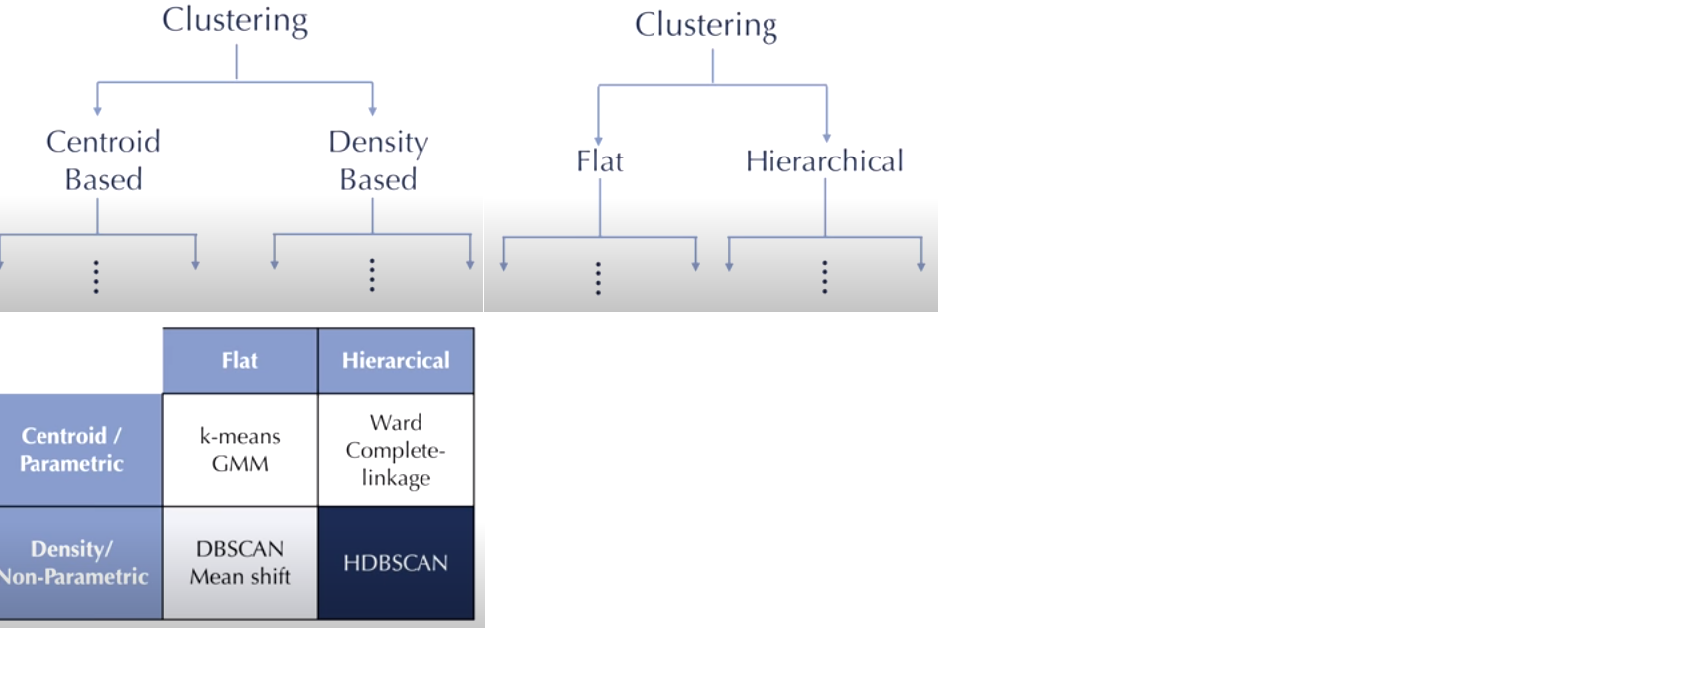 Clustering
Centroid
Based
Density
Based
Clustering
Flat
Hierarchical
Flat
Hierarcical
Centroid /
Parametric
k-means
GMM
Ward
Complete-
linkage
Density/
Non-Parametric
DBSCAN
Mean shift
HDBSCAN